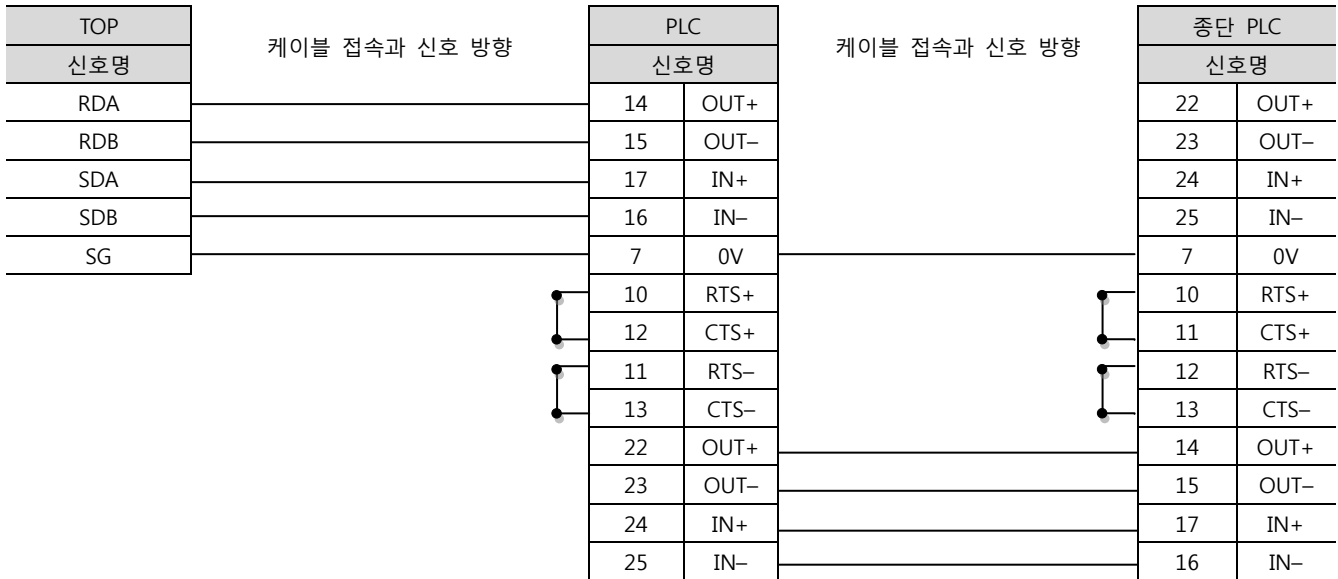 TOP 케이블 접속과 신호 방향 PLC 케이블 접속과 신호 방향 종단 PLC
신호명 신호명 신호명
RDA 14 OUT+ 22 OUT+
RDB 15 OUT– 23 OUT–
SDA 17 IN+ 24 IN+
SDB 16 IN– 25 IN–
SG 7 0V 7 0V
10 RTS+ 10 RTS+
12 CTS+ 11 CTS+
11 RTS– 12 RTS–
13 CTS– 13 CTS–
22 OUT+ 14 OUT+
23 OUT– 15 OUT–
24 IN+ 17 IN+
25 IN– 16 IN–